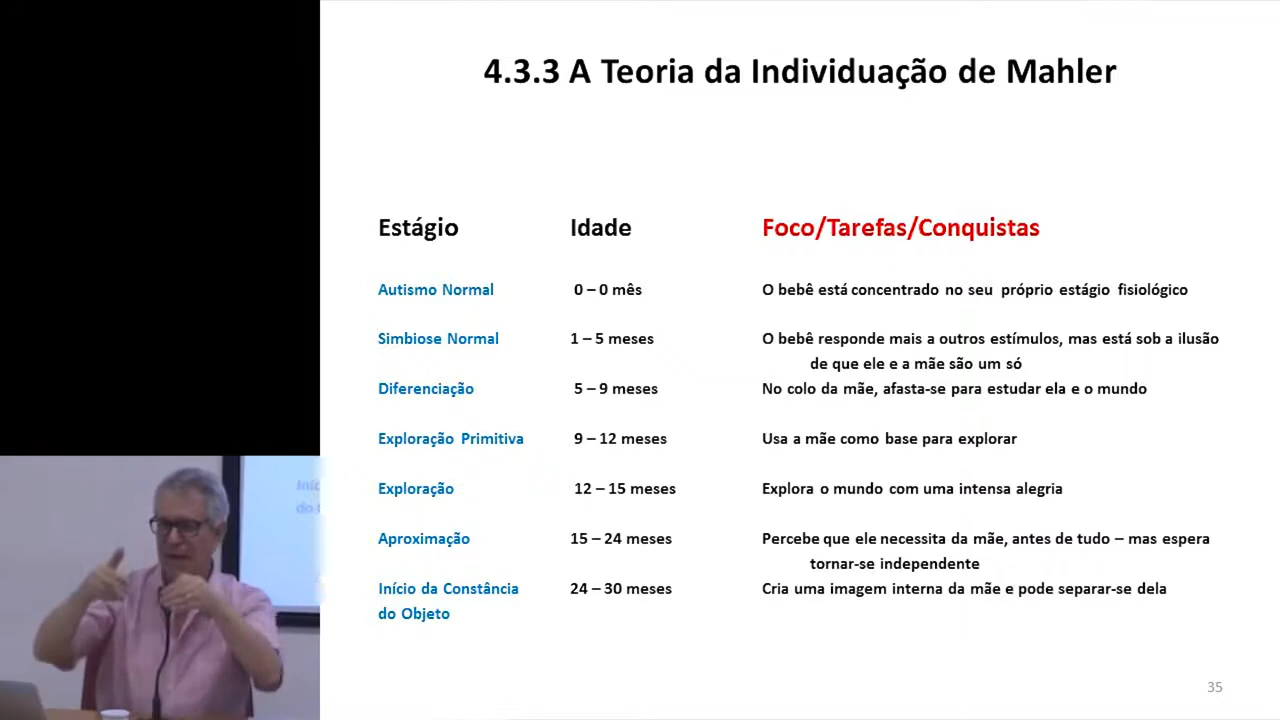 4.3.3 A Teoria da Individuação de Mahler
Estágio Idade Foco/Tarefas/Conquistas
Autismo Normal 0 – 0 mês O bebê está concentrado no seu próprio estágio fisiológico
Simbiose Normal 1 – 5 meses O bebê responde mais a outros estímulos, mas está sob a ilusão
de que ele e a mãe são um só
Diferenciação 5 – 9 meses No colo da mãe, afasta-se para estudar ela e o mundo
Exploração Primitiva 9 – 12 meses Usa a mãe como base para explorar
Exploração 12 – 15 meses Explora o mundo com uma intensa alegria
Aproximação 15 – 24 meses Percebe que ele necessita da mãe, antes de tudo – mas espera
tornar-se independente
Início da Constância 24 – 30 meses Cria uma imagem interna da mãe e pode separar-se dela
do Objeto
35